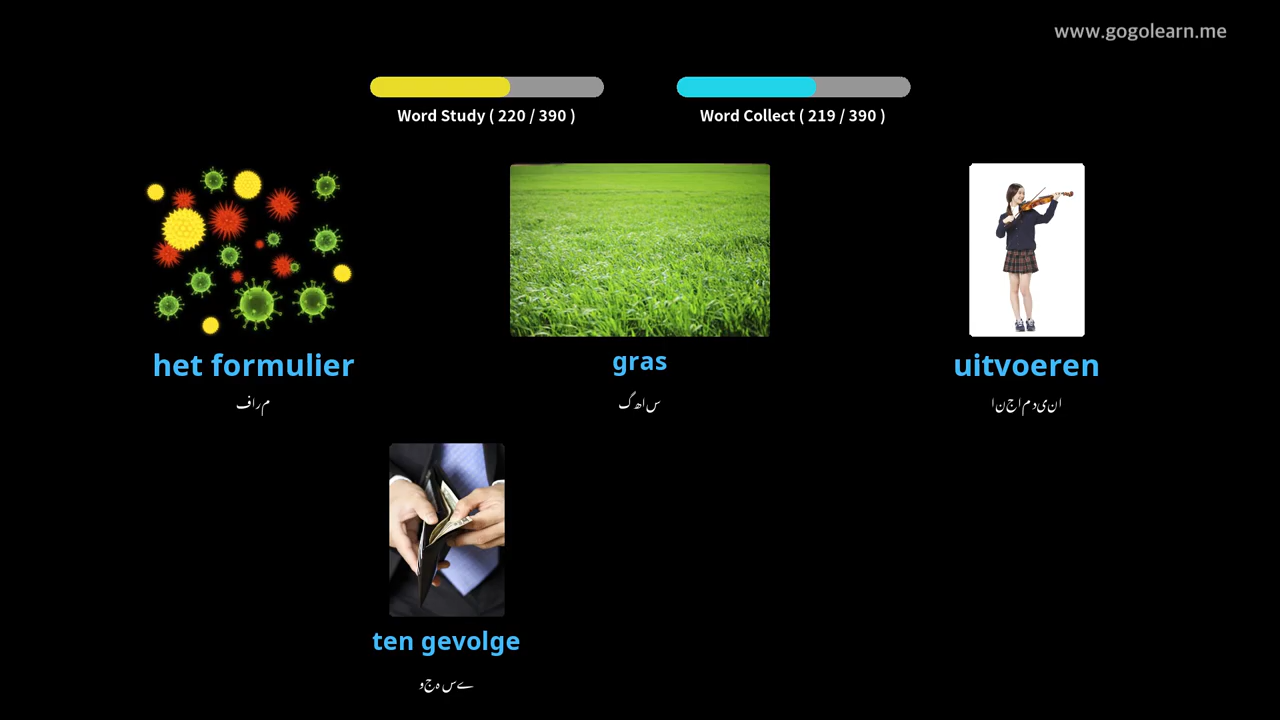 www.gogolearn.me
Word Study ( 220 / 390 )
Word Collect ( 219 / 390 )
het formulier
فارم
gras
گھاس
uitvoeren
انجام دینا
ten gevolge
وجہ سے